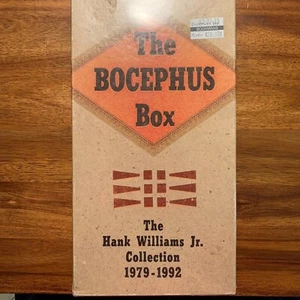 The
BOCEPHUS
Box
The
Hank Williams Jr.
Collection
1979-1992